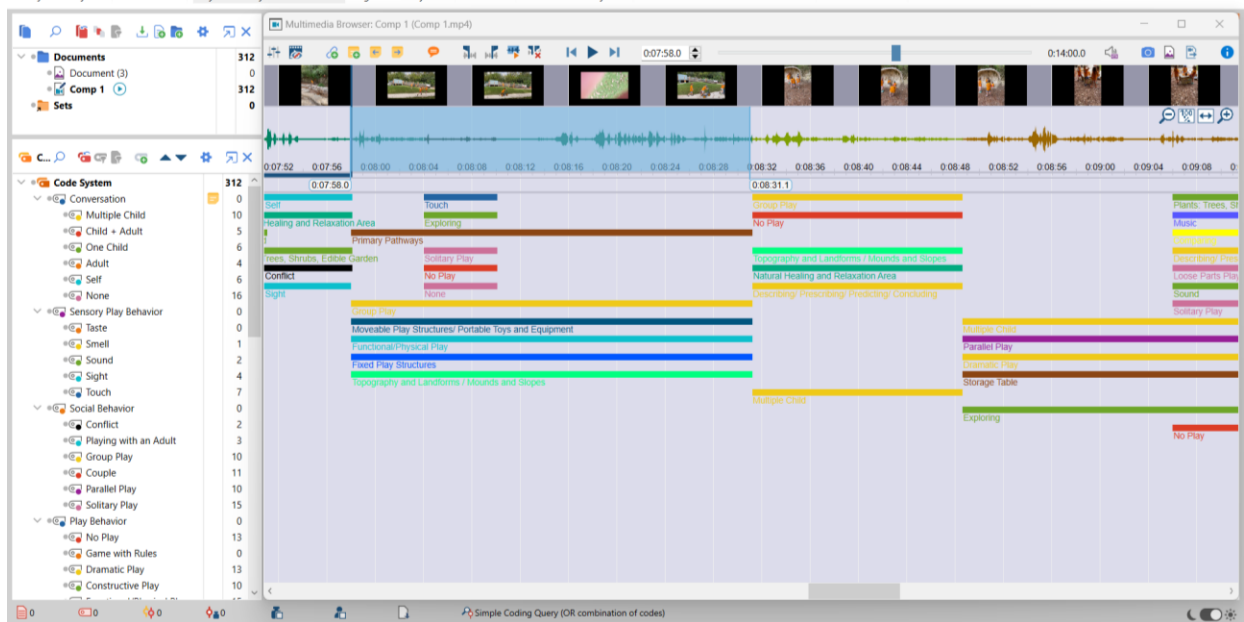 Multimedia Browser: Comp 1 (Comp 1.mp4)
Documents 312
Document (3) 0
Comp 1 312
Sets 0
0:07:58.0
0:14:00.0
C...
Code System 312
Conversation 0
Multiple Child 10
Child + Adult 5
One Child 6
Adult 4
Self 6
None 16
Sensory Play Behavior 0
Taste 0
Smell 1
Sound 2
Sight 4
Touch 7
Social Behavior 0
Conflict 2
Playing with an Adult 3
Group Play 10
Couple 11
Parallel Play 10
Solitary Play 15
Play Behavior 0
No Play 13
Game with Rules 0
Dramatic Play 13
Constructive Play 10
0:07:52 0:07:56 0:08:00 0:08:04 0:08:08 0:08:12 0:08:16 0:08:20 0:08:24 0:08:28 0:08:32 0:08:36 0:08:40 0:08:44 0:08:48 0:08:52 0:08:56 0:09:00 0:09:04 0:09:08
0:07:58.0 0:08:31.1
Self Touch Group Play Plants: Trees, S
Healing and Relaxation Area Exploring No Play Music
Primary Pathways
Trees, Shrubs, Edible Garden Solitary Play Topography and Landforms / Mounds and Slopes Describing/ Pres
Conflict No Play Natural Healing and Relaxation Area Loose Parts Play
Sight None Describing/ Prescribing/ Predicting/ Concluding Sound
Group Play Solitary Play
Moveable Play Structures/ Portable Toys and Equipment Multiple Child
Functional/Physical Play Parallel Play
Fixed Play Structures Dramatic Play
Topography and Landforms / Mounds and Slopes Storage Table
Multiple Child
Exploring
No Play
0 0 0 0 Simple Coding Query (OR combination of codes)